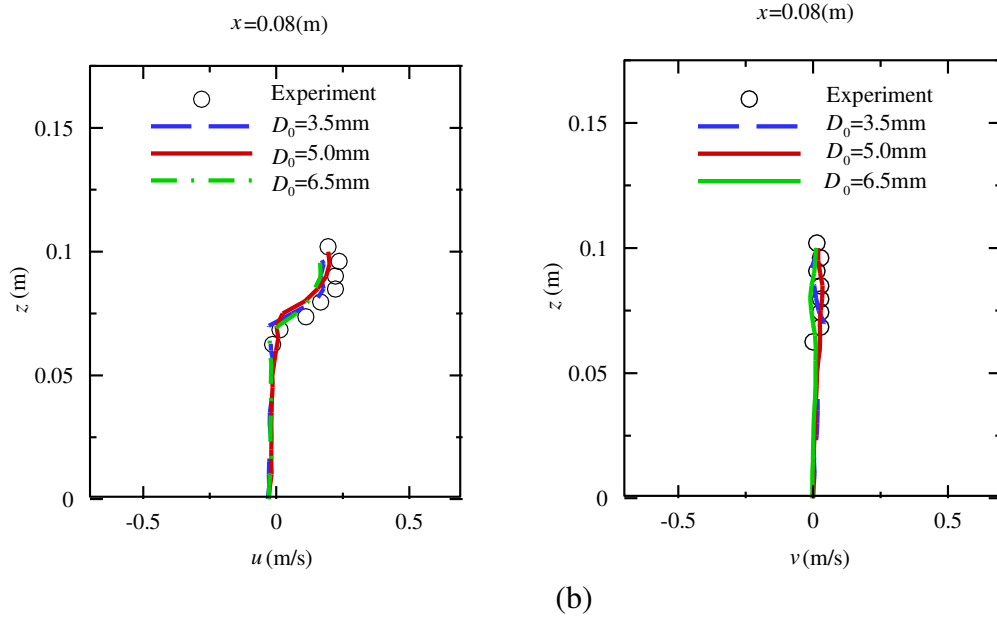 x=0.08(m)
Experiment
D₀=3.5mm
D₀=5.0mm
D₀=6.5mm
0.15
0.1
0.05
0
z (m)
-0.5
0
0.5
u (m/s)
x=0.08(m)
Experiment
D₀=3.5mm
D₀=5.0mm
D₀=6.5mm
0.15
0.1
0.05
0
z (m)
-0.5
0
0.5
v (m/s)
(b)